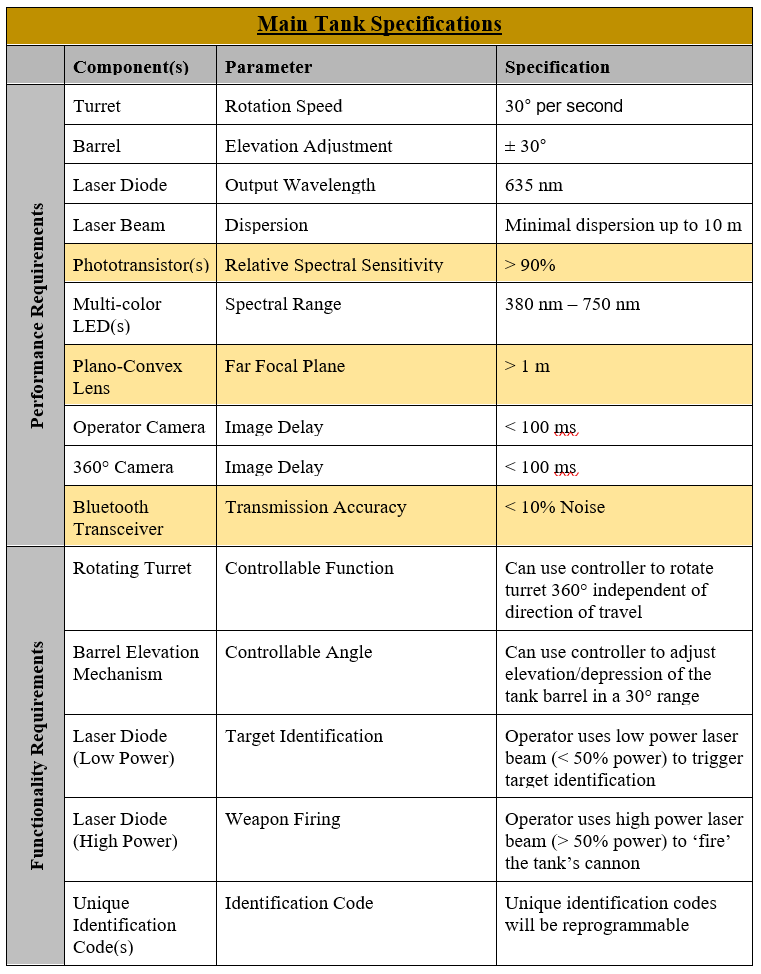 Main Tank Specifications
Component(s) Parameter Specification
Performance Requirements
Turret Rotation Speed 30° per second
Barrel Elevation Adjustment ± 30°
Laser Diode Output Wavelength 635 nm
Laser Beam Dispersion Minimal dispersion up to 10 m
Phototransistor(s) Relative Spectral Sensitivity > 90%
Multi-color Spectral Range 380 nm – 750 nm
LED(s)
Plano-Convex Far Focal Plane > 1 m
Lens
Operator Camera Image Delay < 100 ms
360° Camera Image Delay < 100 ms
Bluetooth Transmission Accuracy < 10% Noise
Transceiver
Functionality Requirements
Rotating Turret Controllable Function Can use controller to rotate
turret 360° independent of
direction of travel
Barrel Elevation Controllable Angle Can use controller to adjust
Mechanism elevation/depression of the
tank barrel in a 30° range
Laser Diode Target Identification Operator uses low power laser
(Low Power) beam (< 50% power) to trigger
target identification
Laser Diode Weapon Firing Operator uses high power laser
(High Power) beam (> 50% power) to ‘fire’
the tank’s cannon
Unique Identification Code Unique identification codes
Identification will be reprogrammable
Code(s)